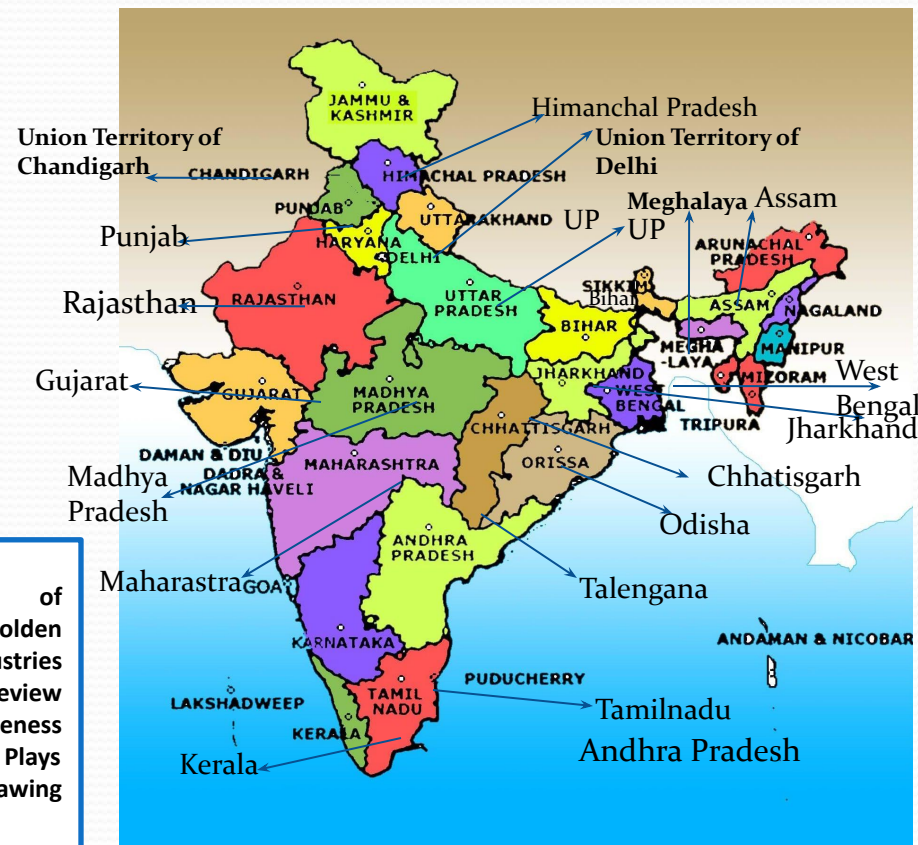 JAMMU &
KASHMIR
Himanchal Pradesh
Union Territory of
Chandigarh
Union Territory of
Delhi
CHANDIGARH
HIMACHAL PRADESH
Meghalaya
Assam
PUNJAB
UTTARAKHAND
UP
UP
Punjab
HARYANA
DELHI
ARUNACHAL
PRADESH
Rajasthan
RAJASTHAN
UTTAR
PRADESH
SIKKIM
Bihar
ASSAM
NAGALAND
BIHAR
MEGHA
-LAYA
MANIPUR
Gujarat
GUJARAT
MADHYA
PRADESH
JHARKHAND
WEST
BENGAL
MIZORAM
West
Bengal
TRIPURA
Jharkhand
CHHATTISGARH
DAMAN & DIU
DADRA &
NAGAR HAVELI
MAHARASHTRA
ORISSA
Madhya
Pradesh
Chhatisgarh
Odisha
ANDHRA
PRADESH
Maharastra
GOA
Talengana
of
olden
ustries
eview
eness
Plays
awing
KARNATAKA
ANDAMAN & NICOBAR
PUDUCHERRY
LAKSHADWEEP
TAMIL
NADU
Tamilnadu
KERALA
Andhra Pradesh
Kerala